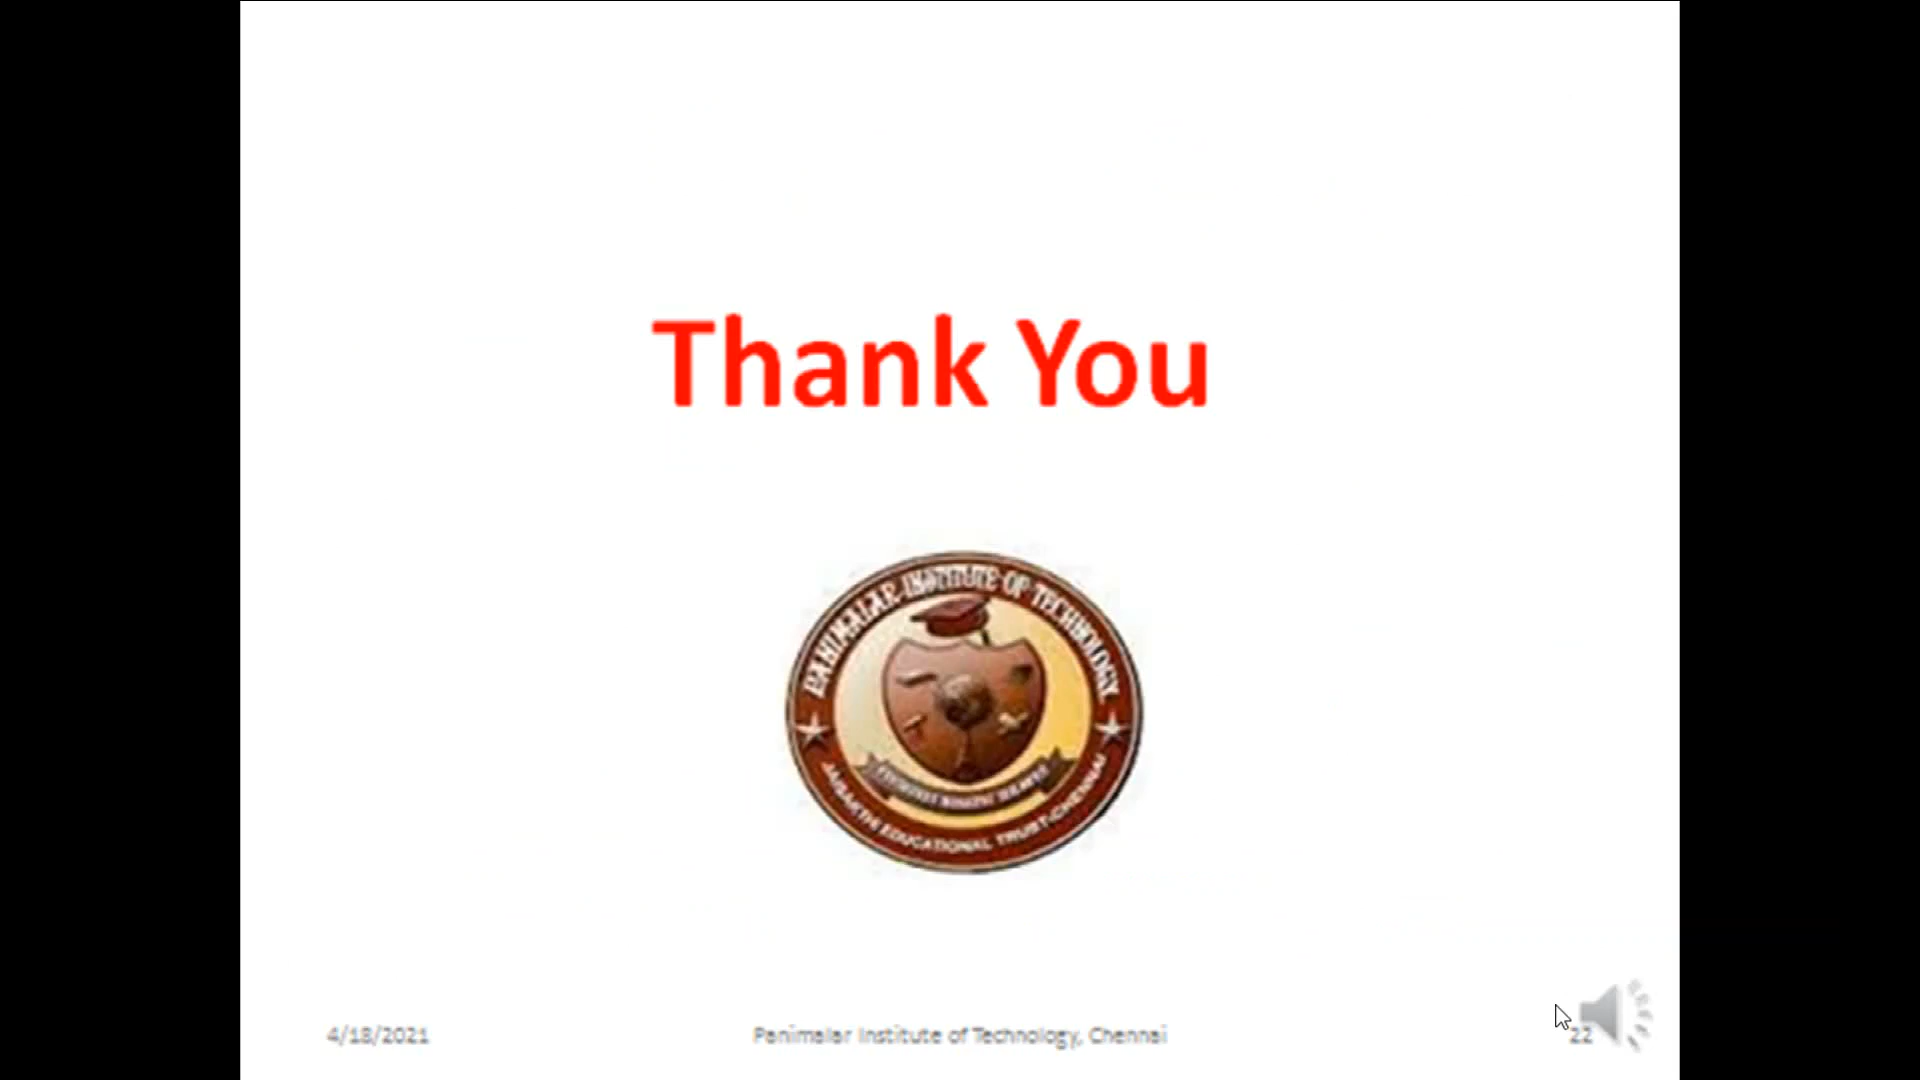 Thank You
PANIMALAR INSTITUTE OF TECHNOLOGY
JAISAKTHI EDUCATIONAL TRUST-CHENNAI
4/18/2021
Panimalar Institute of Technology, Chennai
22